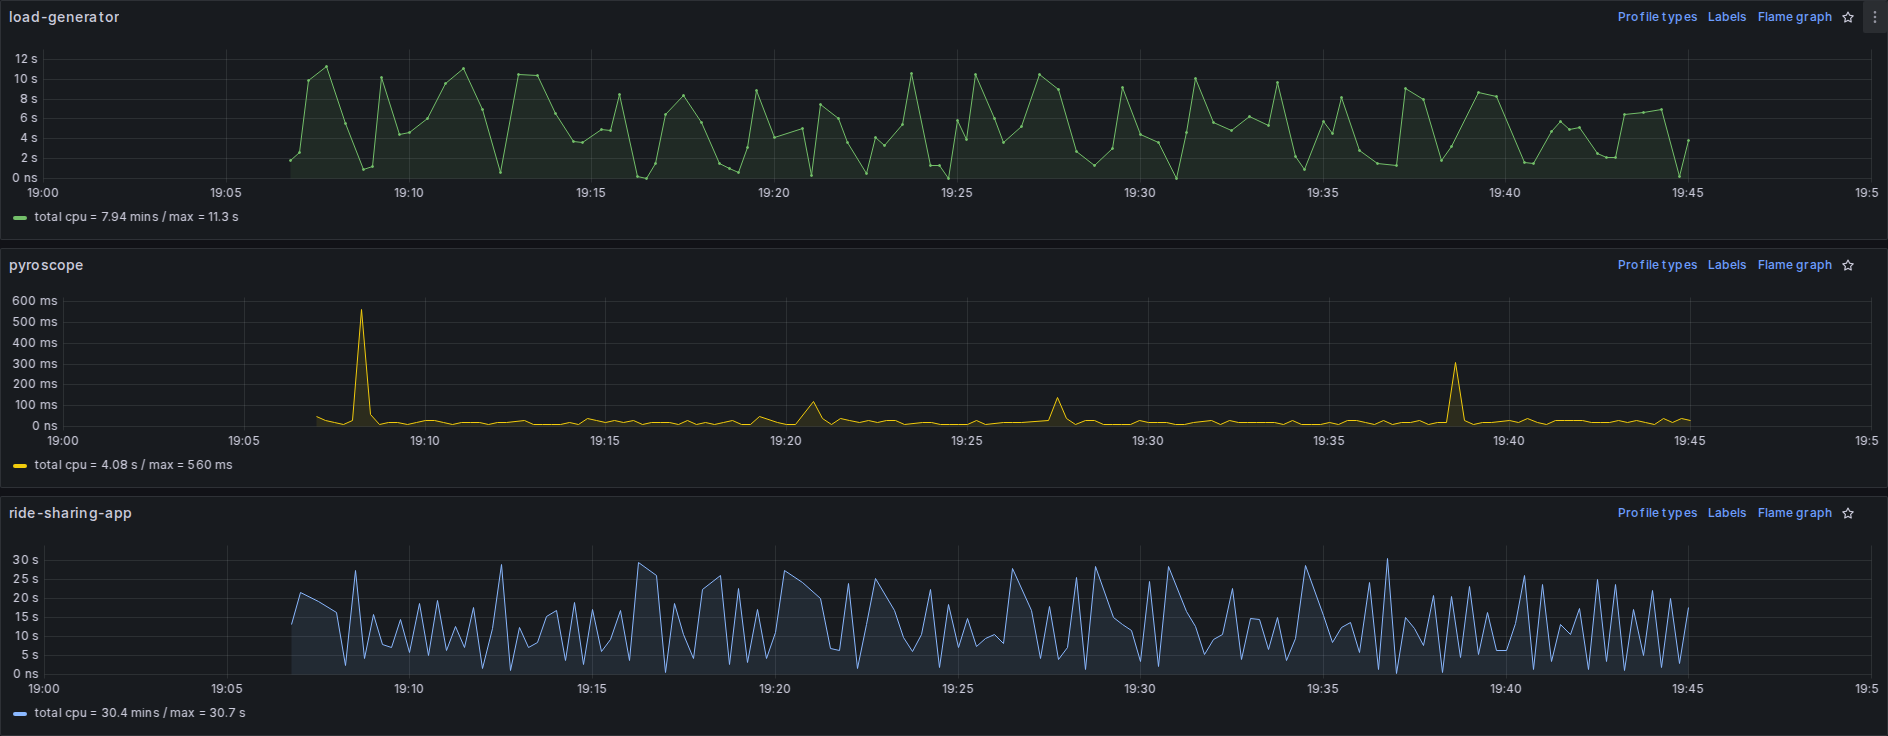 load-generator Profile types Labels Flame graph
12 s
10 s
8 s
6 s
4 s
2 s
0 ns
19:00 19:05 19:10 19:15 19:20 19:25 19:30 19:35 19:40 19:45 19:5
total cpu = 7.94 mins / max = 11.3 s
pyroscope Profile types Labels Flame graph
600 ms
500 ms
400 ms
300 ms
200 ms
100 ms
0 ns
19:00 19:05 19:10 19:15 19:20 19:25 19:30 19:35 19:40 19:45 19:5
total cpu = 4.08 s / max = 560 ms
ride-sharing-app Profile types Labels Flame graph
30 s
25 s
20 s
15 s
10 s
5 s
0 ns
19:00 19:05 19:10 19:15 19:20 19:25 19:30 19:35 19:40 19:45 19:5
total cpu = 30.4 mins / max = 30.7 s